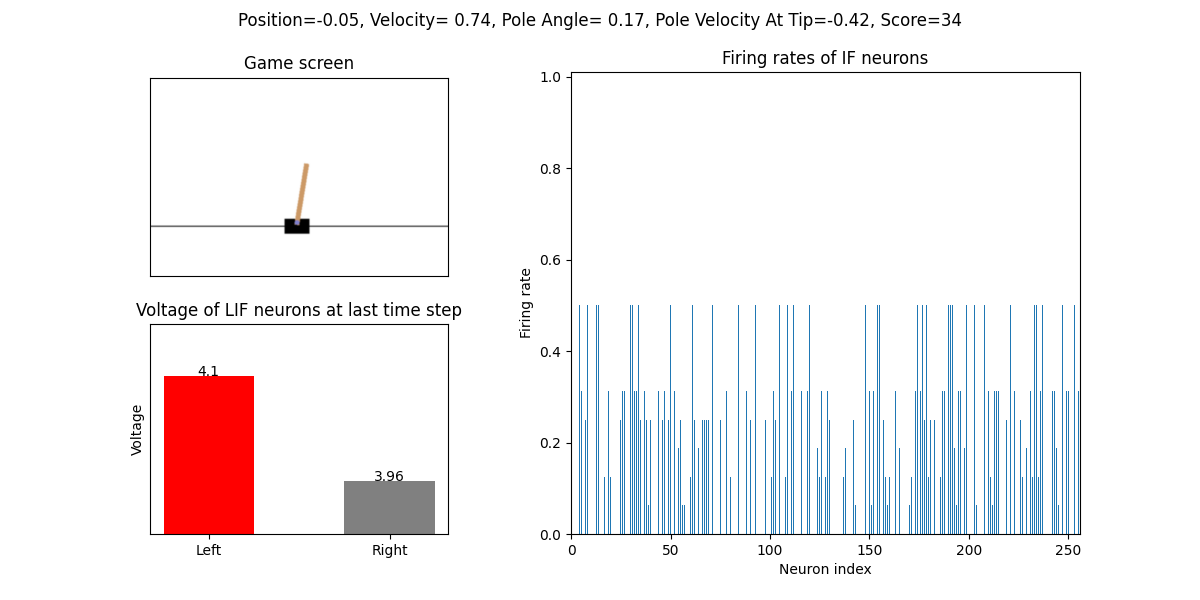 Position=-0.05, Velocity= 0.74, Pole Angle= 0.17, Pole Velocity At Tip=-0.42, Score=34
Game screen
Voltage of LIF neurons at last time step
4.1
3.96
Voltage
Left Right
Firing rates of IF neurons
1.0
0.8
0.6
0.4
0.2
0.0
Firing rate
0 50 100 150 200 250
Neuron index